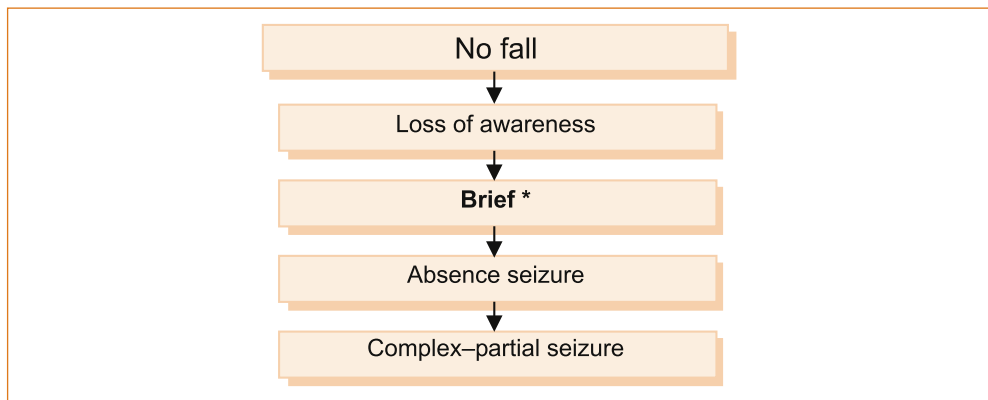 No fall
Loss of awareness
Brief *
Absence seizure
Complex–partial seizure